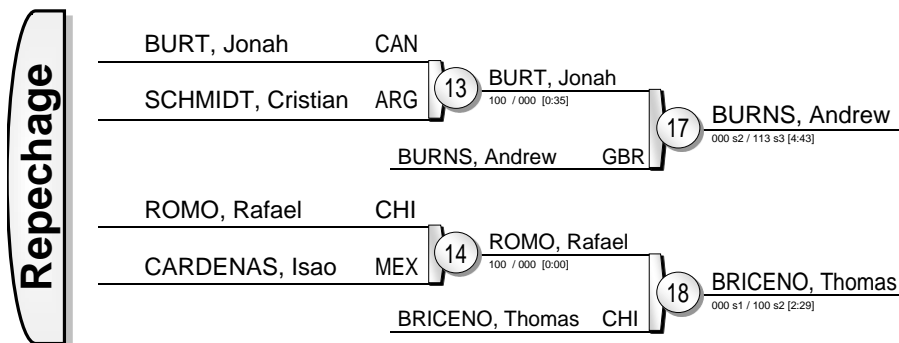 Repechage
BURT, Jonah CAN
SCHMIDT, Cristian ARG
13
BURT, Jonah
100 / 000 [0:35]
BURNS, Andrew GBR
17
BURNS, Andrew
000 s2 / 113 s3 [4:43]
ROMO, Rafael CHI
CARDENAS, Isao MEX
14
ROMO, Rafael
100 / 000 [0:00]
BRICENO, Thomas CHI
18
BRICENO, Thomas
000 s1 / 100 s2 [2:29]